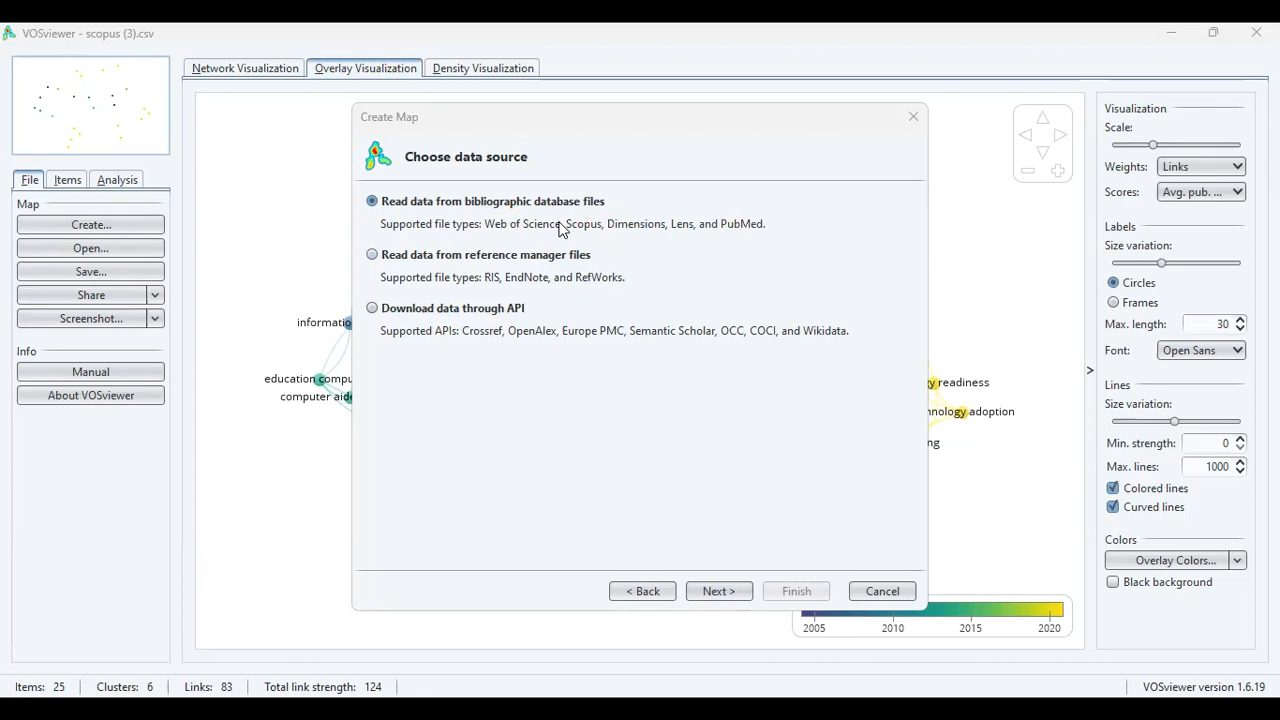 VOSviewer - scopus (3).csv
Network Visualization
Overlay Visualization
Density Visualization
File
Items
Analysis
Map
Create...
Open...
Save...
Share
Screenshot...
Info
Manual
About VOSviewer
Create Map
Choose data source
Read data from bibliographic database files
Supported file types: Web of Science, Scopus, Dimensions, Lens, and PubMed.
Read data from reference manager files
Supported file types: RIS, EndNote, and RefWorks.
Download data through API
Supported APIs: Crossref, OpenAlex, Europe PMC, Semantic Scholar, OCC, COCI, and Wikidata.
< Back
Next >
Finish
Cancel
informatio
education compu
computer aide
gy readiness
hnology adoption
ng
2005 2010 2015 2020
Visualization
Scale:
Weights: Links
Scores: Avg. pub. ...
Labels
Size variation:
Circles
Frames
Max. length: 30
Font: Open Sans
Lines
Size variation:
Min. strength: 0
Max. lines: 1000
Colored lines
Curved lines
Colors
Overlay Colors...
Black background
>
Items: 25 Clusters: 6 Links: 83 Total link strength: 124
VOSviewer version 1.6.19